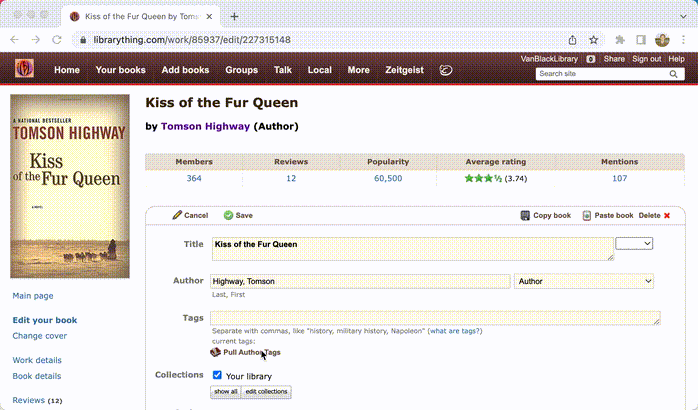 Kiss of the Fur Queen by Toms
librarything.com/work/85937/edit/227315148
VanBlackLibrary 0 Share Sign out Help
Home Your books Add books Groups Talk Local More Zeitgeist
Search site
A NATIONAL BESTSELLER
TOMSON HIGHWAY
Kiss
of the Fur Queen
Kiss of the Fur Queen
by Tomson Highway (Author)
Members Reviews Popularity Average rating Mentions
364 12 60,500 (3.74) 107
Cancel Save Copy book Paste book Delete
Title Kiss of the Fur Queen
Author Highway, Tomson Author
Last, First
Tags
Separate with commas, like "history, military history, Napoleon" (what are tags?)
current tags:
Pull Author Tags
Collections Your library
show all edit collections
Main page
Edit your book
Change cover
Work details
Book details
Reviews (12)